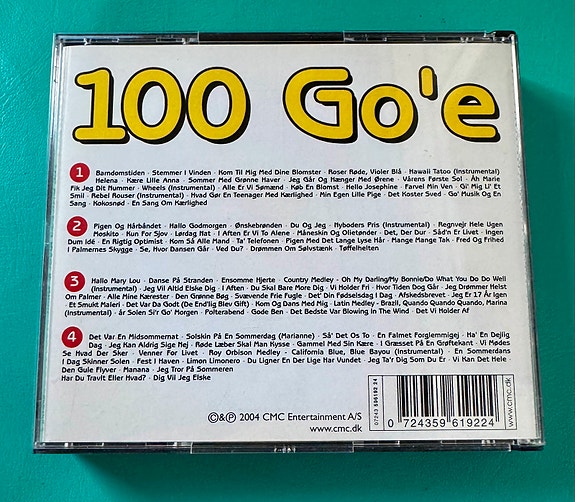 100 Go'e
1 Barndomstiden · Stemmer I Vinden · Kom Til Mig Med Dine Blomster · Roser Røde, Violer Blå · Hawaii Tatoo (Instrumental)
Helena · Kære Lille Anna · Sommer Med Grønne Haver · Jeg Går Og Hænger Med Ørene · Vårens Første Sol · Åh Marie
Fik Jeg Dit Nummer · Wheels (Instrumental) · Alle Er Vi Sømænd · Køb En Blomst · Hello Josephine · Farvel Min Ven · Gi' Mig Li' Et
Smil · Rebel Rouser (Instrumental) · Hvad Gør En Teenager Med Kummer · Min Egen Lille Pige · Det Koster Sved · Go' Musik Og En
Sang · Kokosnød · En Sang Om Kærlighed
2 Pigen Og Hårbåndet · Hallo Godmorgen · Ønskebrønden · Du Og Jeg · Nyboders Pris (Instrumental) · Regnvejr Hele Ugen
Moskito · Kun For Sjov · Lørdag Hat · I Aften Er Vi To Alene · Måneskin Og Olietønder · Det, Der Dur · Såd'n Er Livet · Ingen
Dum Idé · En Rigtig Optimist · Kom Så Alle Mand · Ta' Telefonen · Pigen Med Det Lange Lyse Hår · Mange Mange Tak · Fred Og Frihed
I Palmernes Skygge · Se, Hvor Dansen Går · Ved Du? · Drømmen Om Sølvstænk · Tøffelhelten
3 Hallo Mary Lou · Danse På Stranden · Ensomme Hjerte · Country Medley - Oh My Darling/My Bonnie/Do What You Do Do Well
(Instrumental) · Jeg Vil Altid Elske Dig · I Aften · Du Skal Bare More Dig · Vi Holder Fri · Hvor Tiden Dog Går · Jeg Drømmer Helst
Om Palmer · Alle Mine Kærester · Den Grønne Bøg · Svævende Frie Fugle · Det' Din Fødseisdag I Dag · Afskedsbrevet · Jeg Er 17 År Igen
· Et Smukt Maleri · Det Var Da Goot (De End'lig Blev Gift) · Kom Og Dans Med Mig · Latin Medley - Brazil, Quando Quando Quando, Marina
(Instrumental) · år Solen Si'r Go' Morgen · Polterabend · Gode Ben · Det Bedste Var Blowing In The Wind · Det Vi Holder Af
4 Det Var En Midsommernat · Solskin På En Sommerdag (Marianne) · Så' Det Os To · En Falmet Forglemmigej · Ha' En Dejlig
Dag · Jeg Kan Aldrig Sige Nej · Røde Læber Skal Man Kysse · Gammel Med Sin Kære · I Græsset På En Grøftekant · Vi Mødes
Se Hvad Der Sker · Venner For Livet · Roy Orbison Medley - California Blue, Blue Bayou (Instrumental) · En Sommerdans
I Dag Skinner Solen · Fest I Haven · Limon Limonero · Du Ligner En Der Lige Har Vundet · Jeg Ta'r Dig Som Du Er · Vi Kan Det Hele
Den Gule Flyver · Manana · Jeg Tror På Sommeren
Har Du Travlt Eller Hvad? · Dig Vil Jeg Elske
©&℗ 2004 CMC Entertainment A/S
www.cmc.dk
07243 596192 24
0 724359 619224
www.cmc.dk